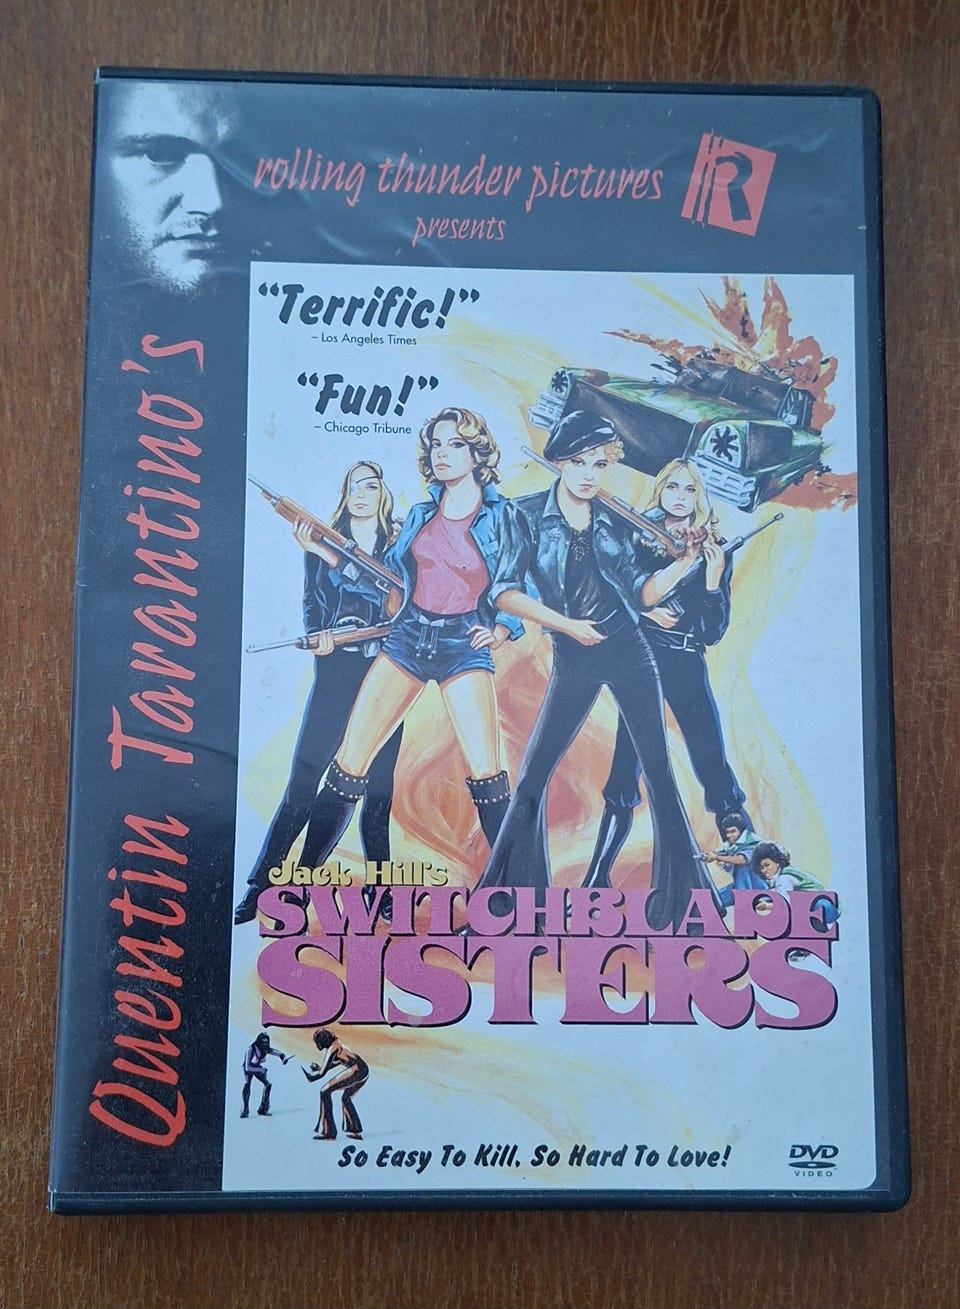 Quentin Tarantino's
rolling thunder pictures
presents
R
“Terrific!”
– Los Angeles Times
“Fun!”
– Chicago Tribune
Jack Hill's
SWITCHBLADE
SISTERS
So Easy To Kill, So Hard To Love!
DVD
VIDEO